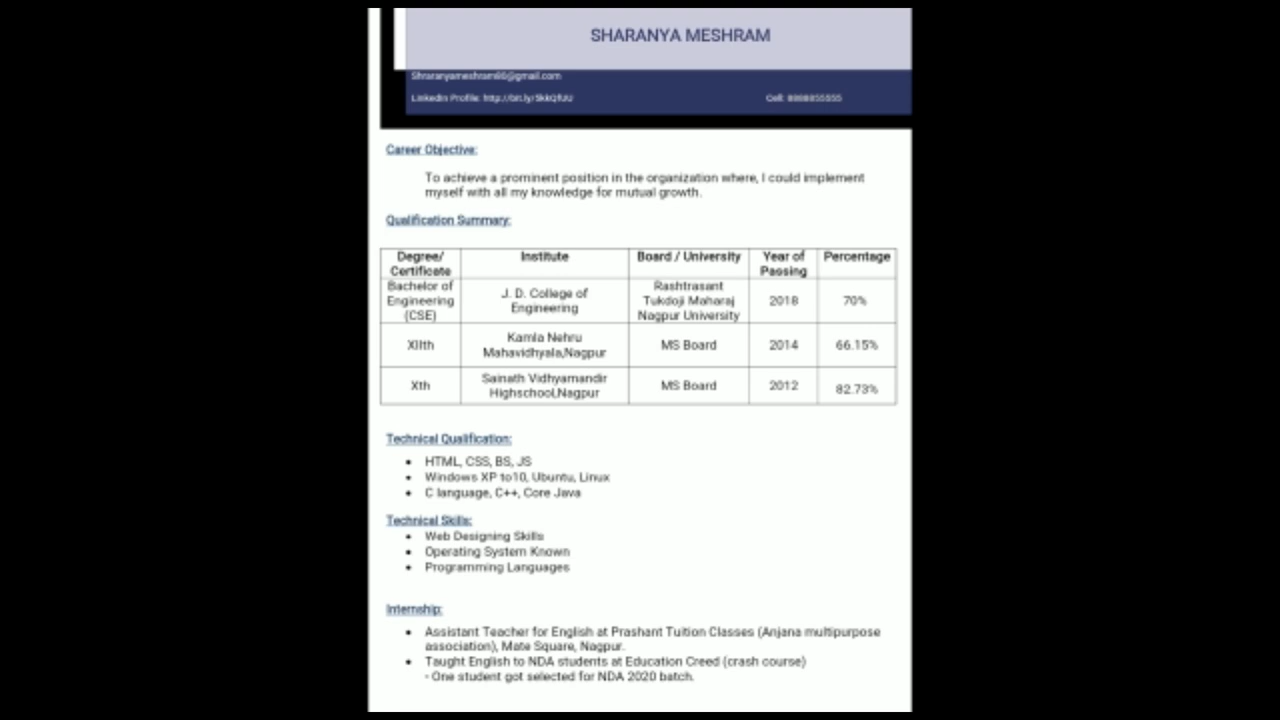 SHARANYA MESHRAM
LinkedIn Profile:
Cell:
Career Objective:
To achieve a prominent position in the organization where, I could implement
myself with all my knowledge for mutual growth.
Qualification Summary:
Degree/ Certificate Institute Board / University Year of Passing Percentage
Bachelor of Engineering (CSE) J. D. College of Engineering Rashtrasant Tukdoji Maharaj Nagpur University 2018 70%
XIIth Kamla Nehru Mahavidhyala,Nagpur MS Board 2014 66.15%
Xth Sainath Vidhyamandir Highschool,Nagpur MS Board 2012 82.73%
Technical Qualification:
• HTML, CSS, BS, JS
• Windows XP to10, Ubuntu, Linux
• C language, C++, Core Java
Technical Skills:
• Web Designing Skills
• Operating System Known
• Programming Languages
Internship:
• Assistant Teacher for English at Prashant Tuition Classes (Anjana multipurpose
association), Mate Square, Nagpur.
• Taught English to NDA students at Education Creed (crash course)
- One student got selected for NDA 2020 batch.